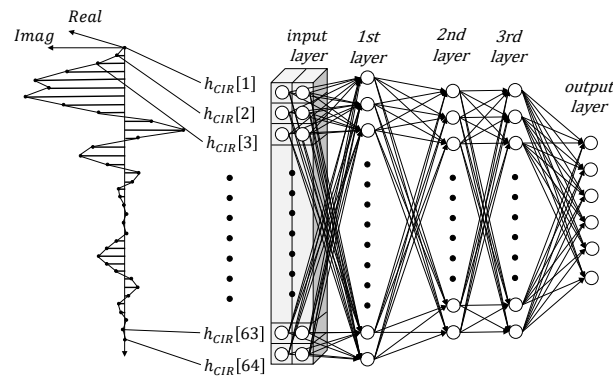 Real
Imag
input
layer
1st
layer
2nd
layer
3rd
layer
output
layer
h_CIR[1]
h_CIR[2]
h_CIR[3]
h_CIR[63]
h_CIR[64]